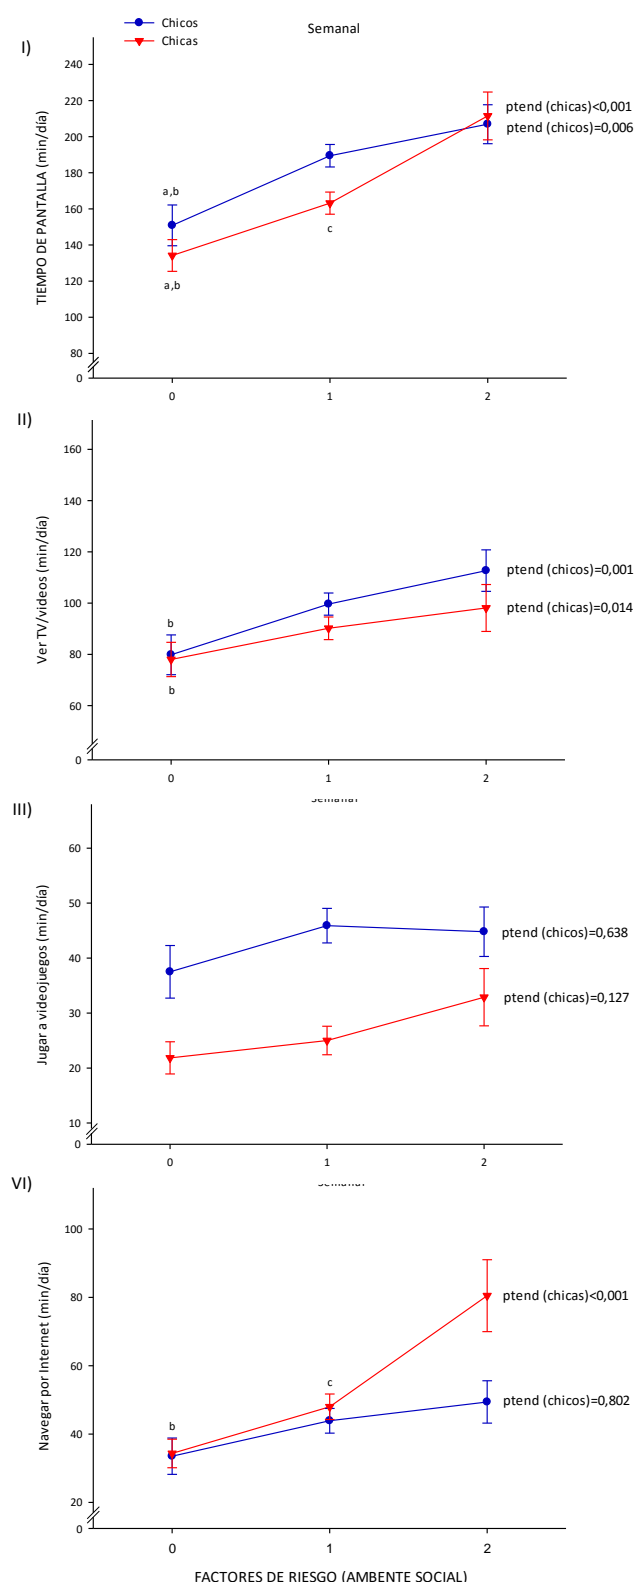 Chicos
Chicas
Semanal
I)
TIEMPO DE PANTALLA (min/día)
240
220
200
180
160
140
120
100
80
0
a,b
a,b
c
ptend (chicas)<0,001
ptend (chicos)=0,006
0 1 2
II)
Ver TV/videos (min/día)
160
140
120
100
80
60
0
b
b
ptend (chicos)=0,001
ptend (chicas)=0,014
0 1 2
Semanal
III)
Jugar a videojuegos (min/día)
60
50
40
30
20
10
0
ptend (chicos)=0,638
ptend (chicas)=0,127
0 1 2
Semanal
VI)
Navegar por Internet (min/día)
100
80
60
40
20
0
b
c
ptend (chicas)<0,001
ptend (chicos)=0,802
0 1 2
FACTORES DE RIESGO (AMBENTE SOCIAL)